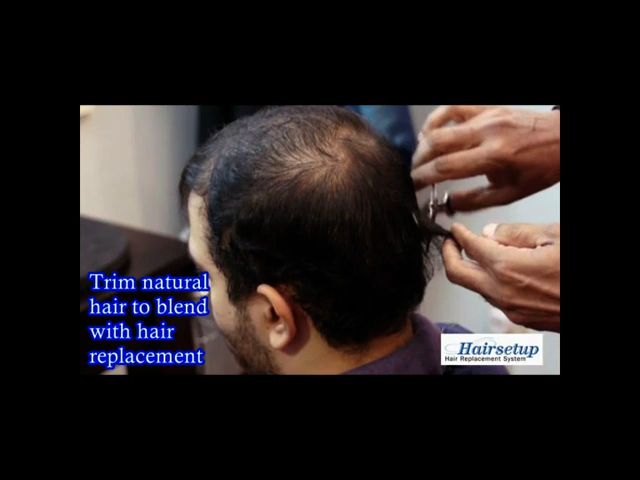 Trim natural
hair to blend
with hair
replacement
Hairsetup
Hair Replacement System